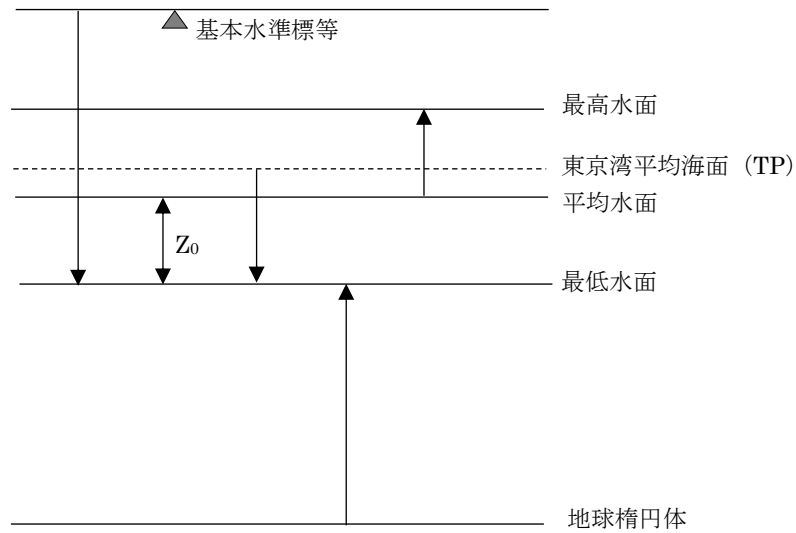 基本水準標等
最高水面
東京湾平均海面（TP）
平均水面
Z₀
最低水面
地球楕円体